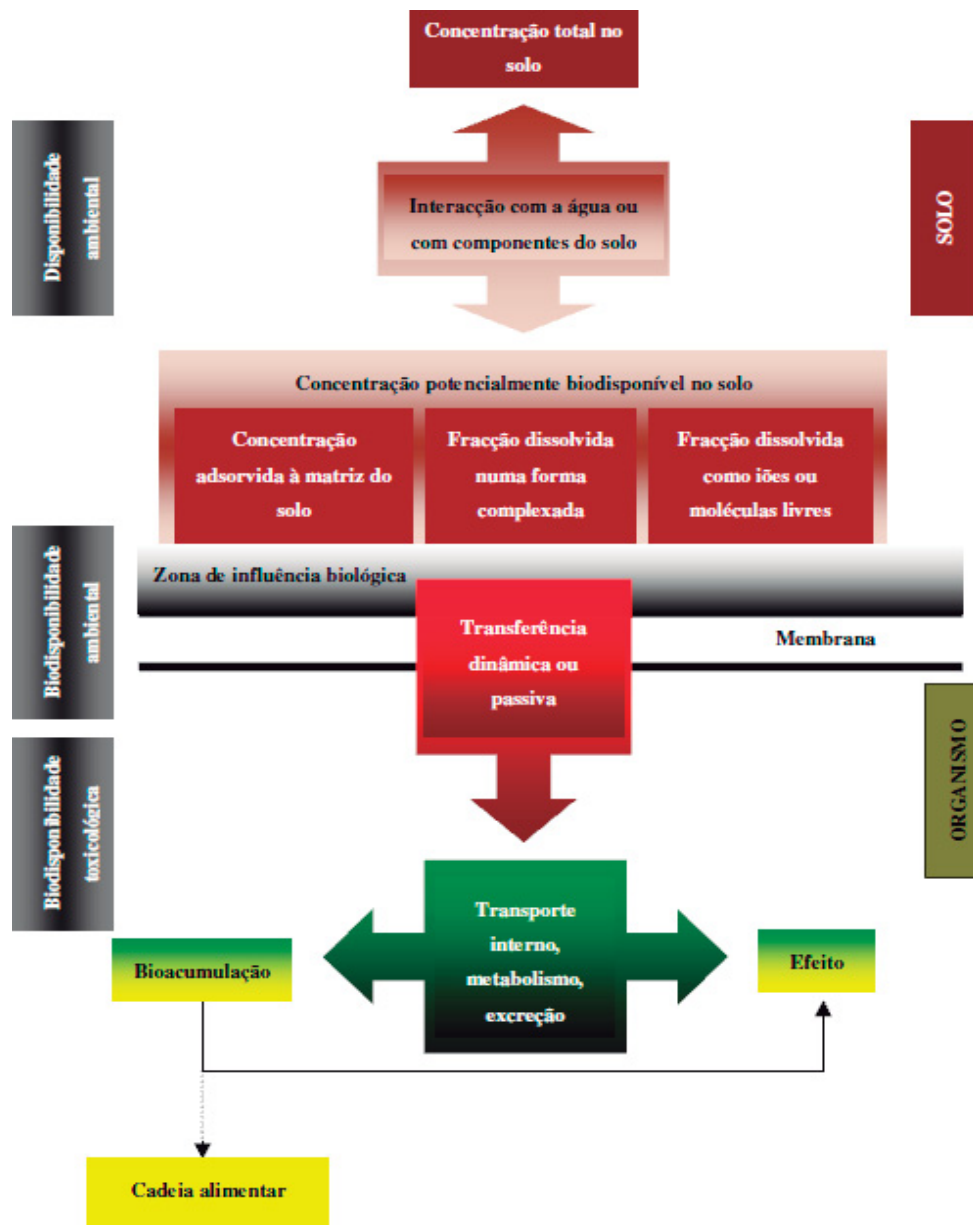 Concentração total no
solo
Disponibilidade
ambiental
SOLO
Interacção com a água ou
com componentes do solo
Concentração potencialmente biodisponível no solo
Concentração
adsorvida à matriz do
solo
Fracção dissolvida
numa forma
complexada
Fracção dissolvida
como iões ou
moléculas livres
Biodisponibilidade
ambiental
Zona de influência biológica
Transferência
dinâmica ou
passiva
Membrana
ORGANISMO
Biodisponibilidade
toxicológica
Transporte
interno,
metabolismo,
excreção
Bioacumulação
Efeito
Cadeia alimentar